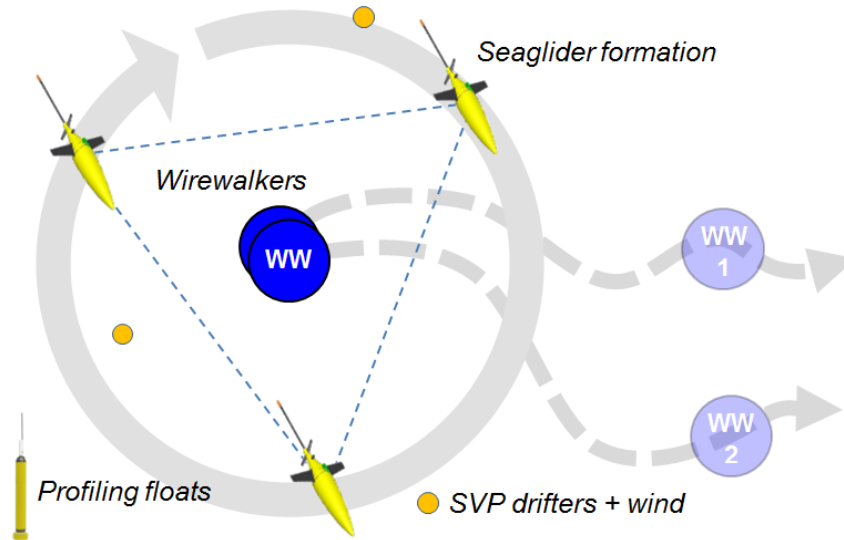 Seaglider formation
Wirewalkers
WW
WW
1
WW
2
Profiling floats
SVP drifters + wind